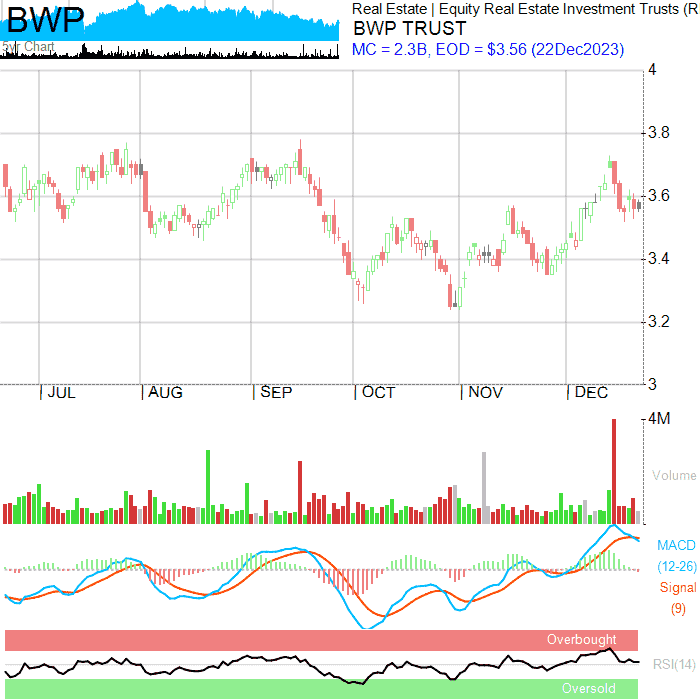 BWP
5yr Chart
Real Estate | Equity Real Estate Investment Trusts (R
BWP TRUST
MC = 2.3B, EOD = $3.56 (22Dec2023)
4
3.8
3.6
3.4
3.2
3
| JUL | AUG | SEP | OCT | NOV | DEC
4M
Volume
MACD
(12-26)
Signal
(9)
Overbought
RSI(14)
Oversold